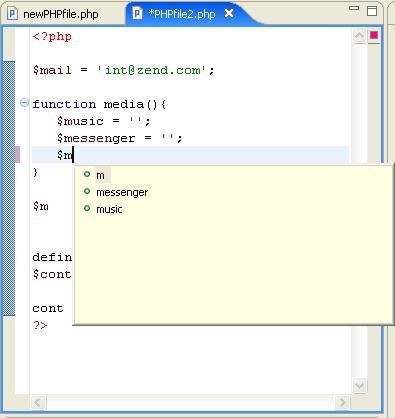 newPHPfile.php *PHPfile2.php
<?php
$mail = 'int@zend.com';
function media(){
$music = '';
$messenger = '';
$m
}
m
messenger
music
$m
defin
$cont
cont
?>